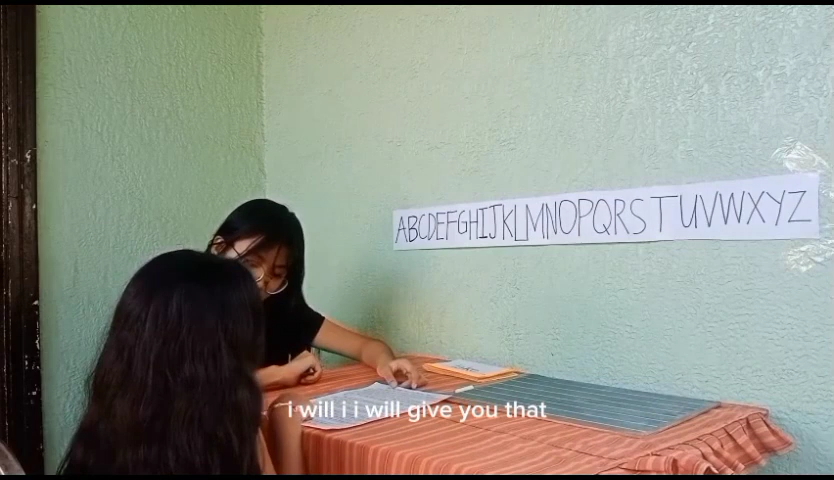 ABCDEFGHIJKLMNOPQRSTUVWXYZ
i will i i will give you that